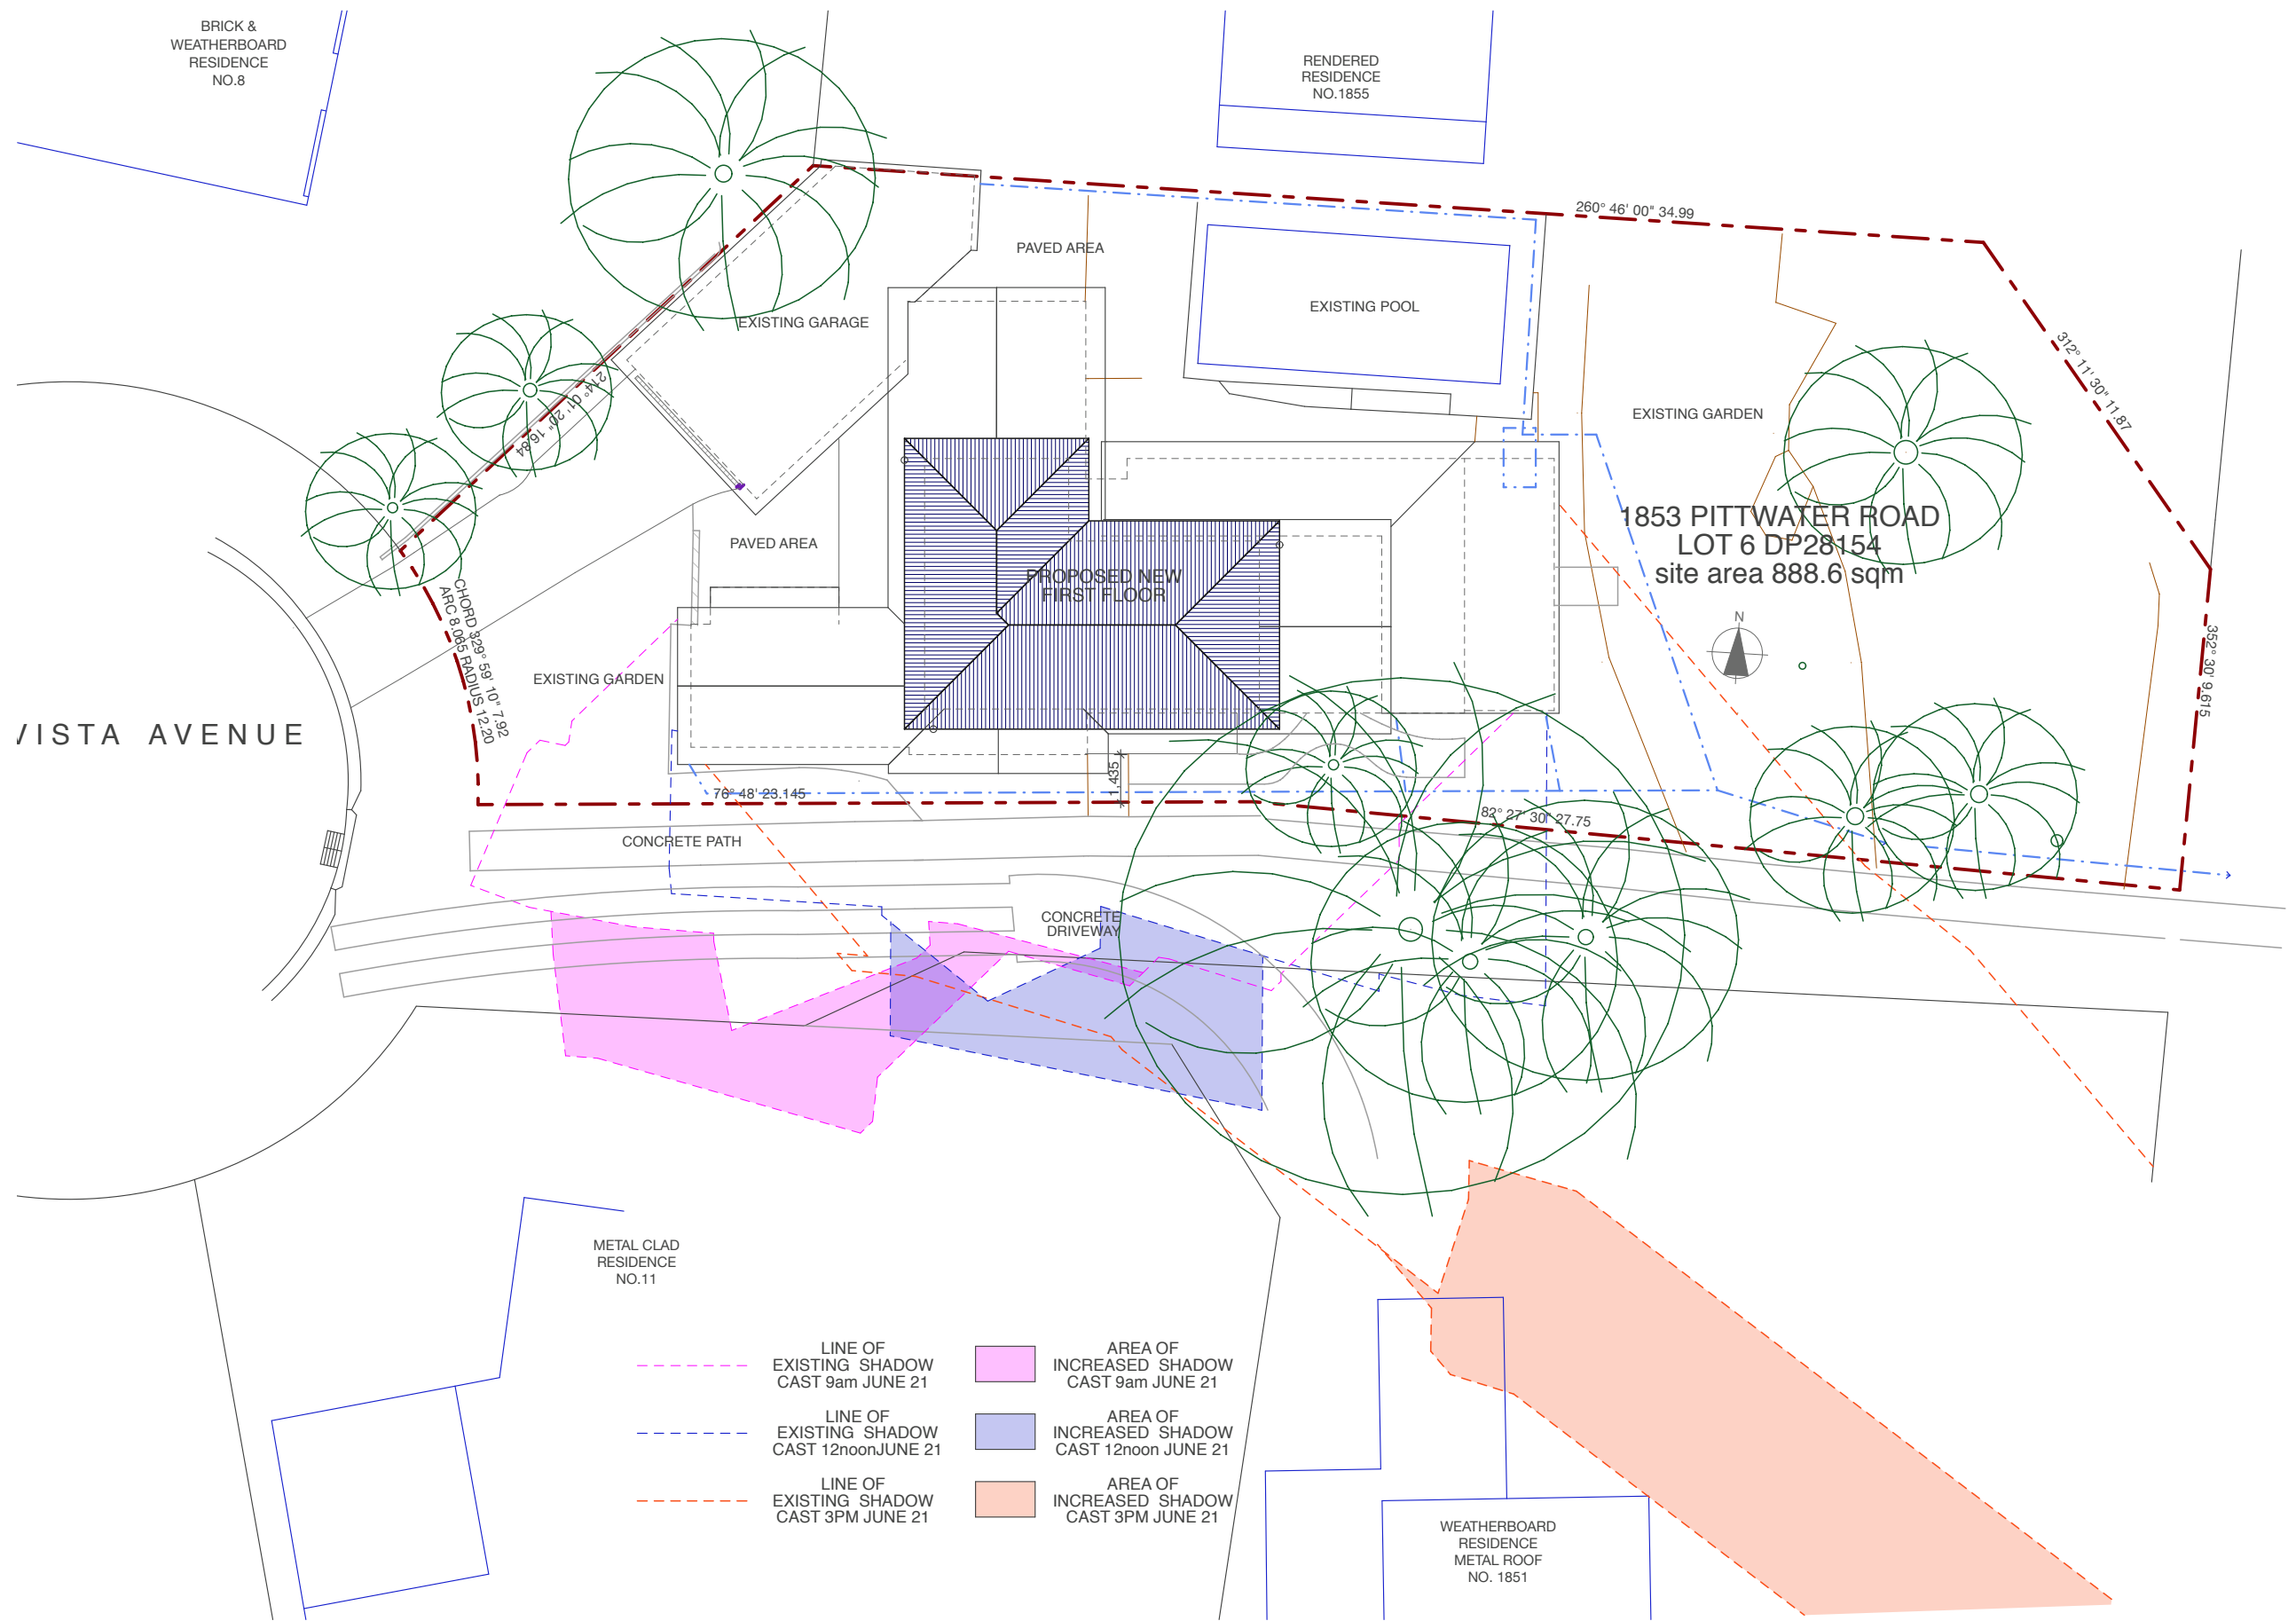 BRICK &
WEATHERBOARD
RESIDENCE
NO.8
RENDERED
RESIDENCE
NO.1855
260° 46' 00" 34.99
PAVED AREA
EXISTING POOL
EXISTING GARAGE
312° 11' 30" 11.87
214° 01' 20" 16.84
EXISTING GARDEN
1853 PITTWATER ROAD
LOT 6 DP28154
site area 888.6 sqm
PAVED AREA
PROPOSED NEW
FIRST FLOOR
N
CHORD 329° 59' 10" 7.92
ARC 8.065 RADIUS 12.20
352° 30' 9.615
EXISTING GARDEN
VISTA AVENUE
1,435
76° 48' 23.145
82° 27' 30" 27.75
CONCRETE PATH
CONCRETE
DRIVEWAY
METAL CLAD
RESIDENCE
NO.11
LINE OF
EXISTING SHADOW
CAST 9am JUNE 21
AREA OF
INCREASED SHADOW
CAST 9am JUNE 21
LINE OF
EXISTING SHADOW
CAST 12noonJUNE 21
AREA OF
INCREASED SHADOW
CAST 12noon JUNE 21
LINE OF
EXISTING SHADOW
CAST 3PM JUNE 21
AREA OF
INCREASED SHADOW
CAST 3PM JUNE 21
WEATHERBOARD
RESIDENCE
METAL ROOF
NO. 1851